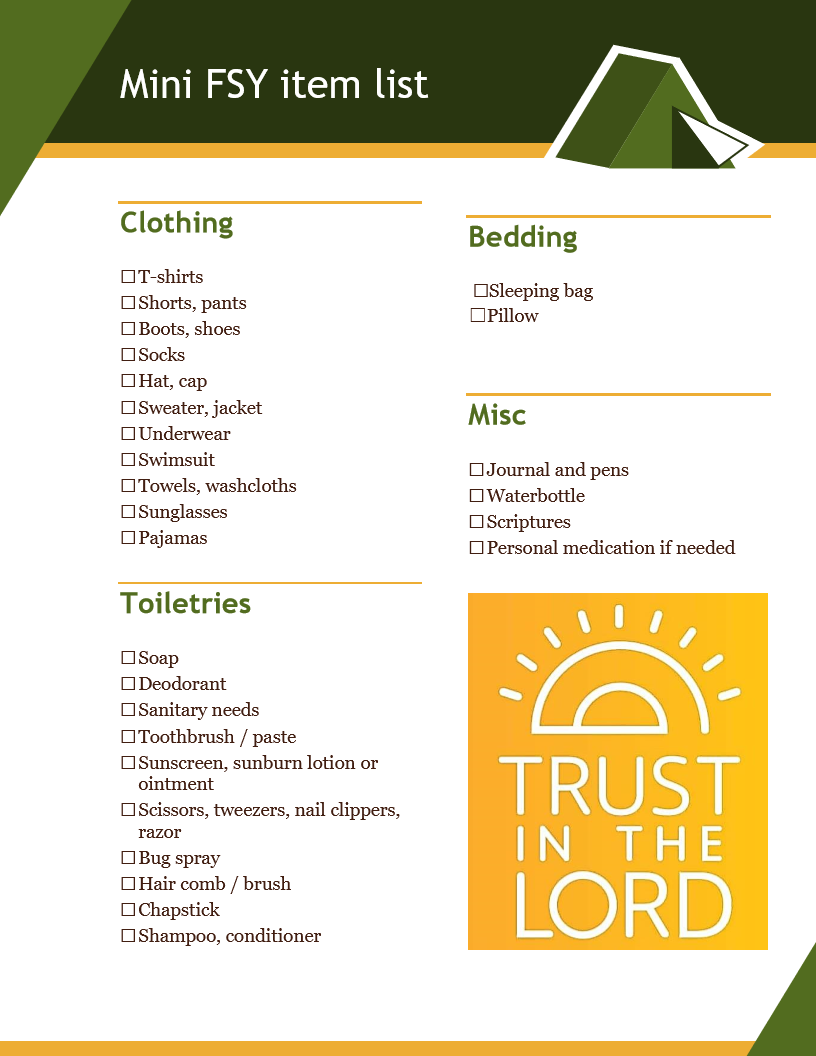 Mini FSY item list
Clothing
☐T-shirts
☐Shorts, pants
☐Boots, shoes
☐Socks
☐Hat, cap
☐Sweater, jacket
☐Underwear
☐Swimsuit
☐Towels, washcloths
☐Sunglasses
☐Pajamas
Toiletries
☐Soap
☐Deodorant
☐Sanitary needs
☐Toothbrush / paste
☐Sunscreen, sunburn lotion or
ointment
☐Scissors, tweezers, nail clippers,
razor
☐Bug spray
☐Hair comb / brush
☐Chapstick
☐Shampoo, conditioner
Bedding
☐Sleeping bag
☐Pillow
Misc
☐Journal and pens
☐Waterbottle
☐Scriptures
☐Personal medication if needed
TRUST
IN THE
LORD